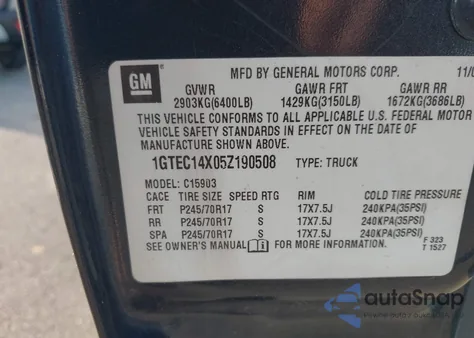 GM
MFD BY GENERAL MOTORS CORP. 11/0
GVWR GAWR FRT GAWR RR
2903KG(6400LB) 1429KG(3150LB) 1672KG(3686LB)
THIS VEHICLE CONFORMS TO ALL APPLICABLE U.S. FEDERAL MOTOR
VEHICLE SAFETY STANDARDS IN EFFECT ON THE DATE OF
MANUFACTURE SHOWN ABOVE.
1GTEC14X05Z190508 TYPE: TRUCK
MODEL: C15903
CACE TIRE SIZE SPEED RTG RIM COLD TIRE PRESSURE
FRT P245/70R17 S 17X7.5J 240KPA(35PSI)
RR P245/70R17 S 17X7.5J 240KPA(35PSI)
SPA P245/70R17 S 17X7.5J 240KPA(35PSI)
SEE OWNER'S MANUAL FOR MORE INFORMATION.
F 323
T 1527
autoSnap